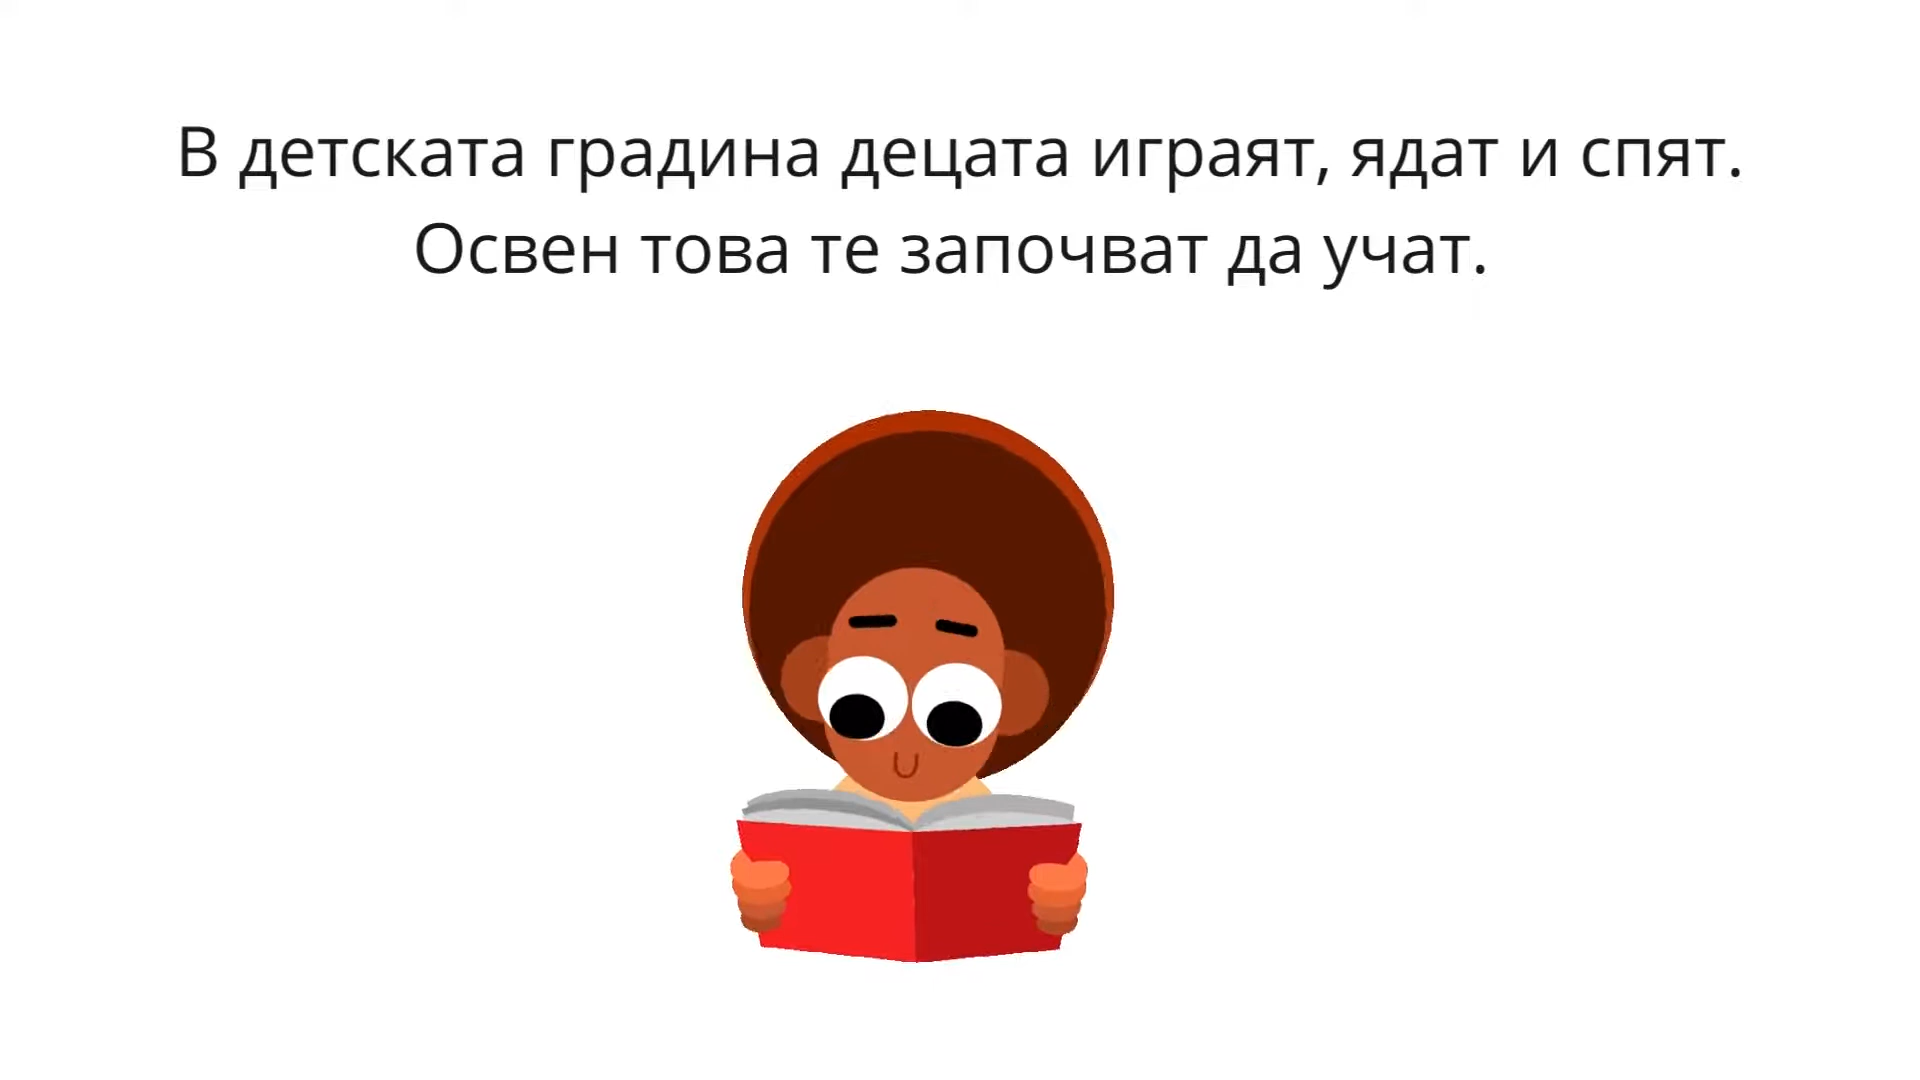 В детската градина децата играят, ядат и спят.
Освен това те започват да учат.